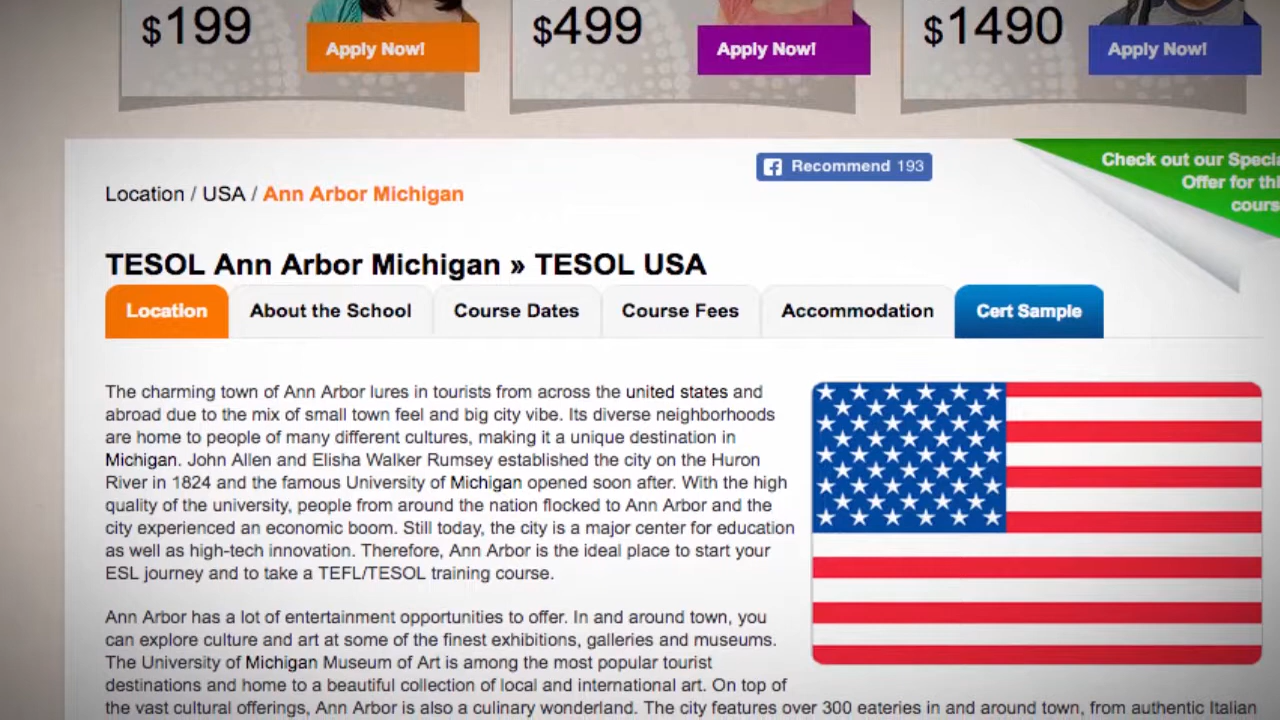 $199
Apply Now!
$499
Apply Now!
$1490
Apply Now!
Recommend 193
Check out our Specia
Offer for thi
cours
Location / USA / Ann Arbor Michigan
TESOL Ann Arbor Michigan » TESOL USA
Location
About the School
Course Dates
Course Fees
Accommodation
Cert Sample
The charming town of Ann Arbor lures in tourists from across the united states and
abroad due to the mix of small town feel and big city vibe. Its diverse neighborhoods
are home to people of many different cultures, making it a unique destination in
Michigan. John Allen and Elisha Walker Rumsey established the city on the Huron
River in 1824 and the famous University of Michigan opened soon after. With the high
quality of the university, people from around the nation flocked to Ann Arbor and the
city experienced an economic boom. Still today, the city is a major center for education
as well as high-tech innovation. Therefore, Ann Arbor is the ideal place to start your
ESL journey and to take a TEFL/TESOL training course.
Ann Arbor has a lot of entertainment opportunities to offer. In and around town, you
can explore culture and art at some of the finest exhibitions, galleries and museums.
The University of Michigan Museum of Art is among the most popular tourist
destinations and home to a beautiful collection of local and international art. On top of
the vast cultural offerings, Ann Arbor is also a culinary wonderland. The city features over 300 eateries in and around town, from authentic Italian